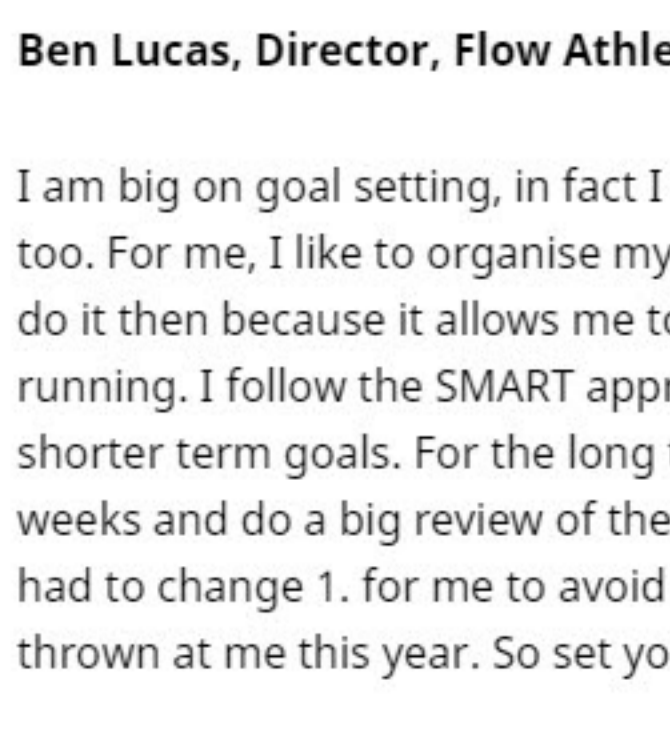 Ben Lucas, Director, Flow Athle
I am big on goal setting, in fact I
too. For me, I like to organise my
do it then because it allows me to
running. I follow the SMART appr
shorter term goals. For the long t
weeks and do a big review of the
had to change 1. for me to avoid
thrown at me this year. So set yo